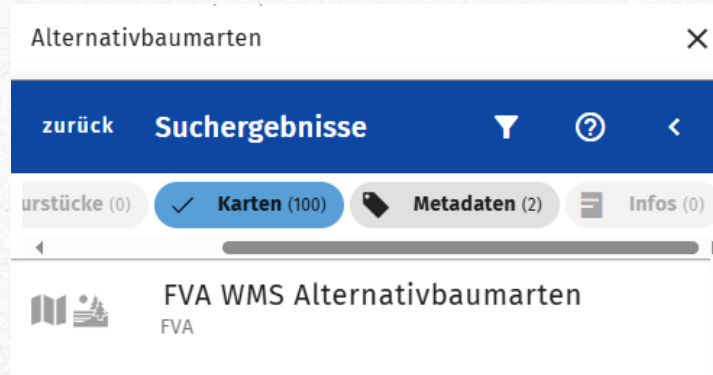 Alternativbaumarten
zurück Suchergebnisse
urstücke (0) Karten (100) Metadaten (2) Infos (0)
FVA WMS Alternativbaumarten
FVA